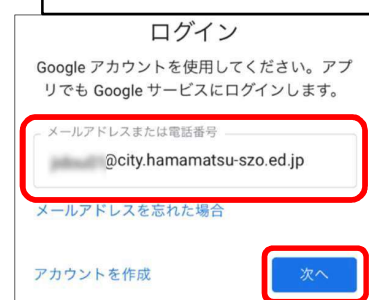 ログイン
Google アカウントを使用してください。アプ
リでも Google サービスにログインします。
メールアドレスまたは電話番号
@city.hamamatsu-szo.ed.jp
メールアドレスを忘れた場合
アカウントを作成
次へ